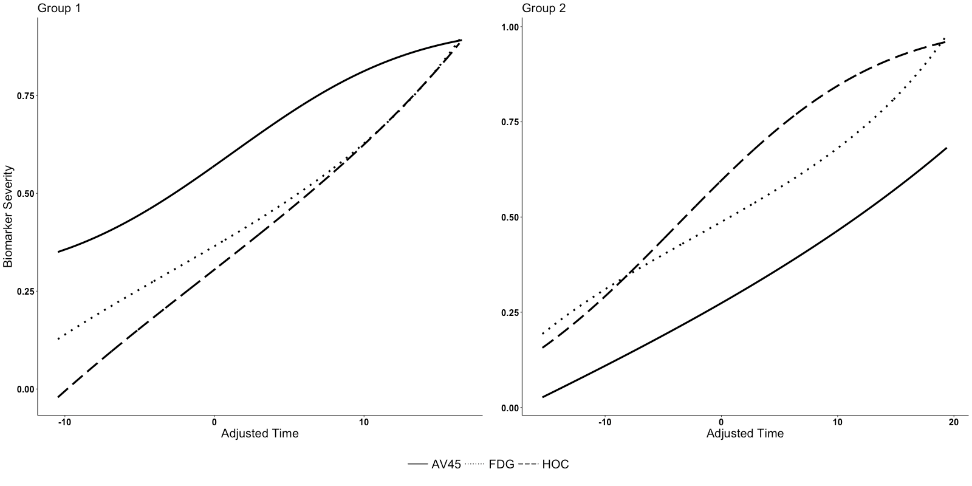 Group 1
Group 2
Biomarker Severity
0.75
0.50
0.25
0.00
-10
0
10
Adjusted Time
1.00
0.75
0.50
0.25
0.00
-10
0
10
20
Adjusted Time
AV45 FDG HOC